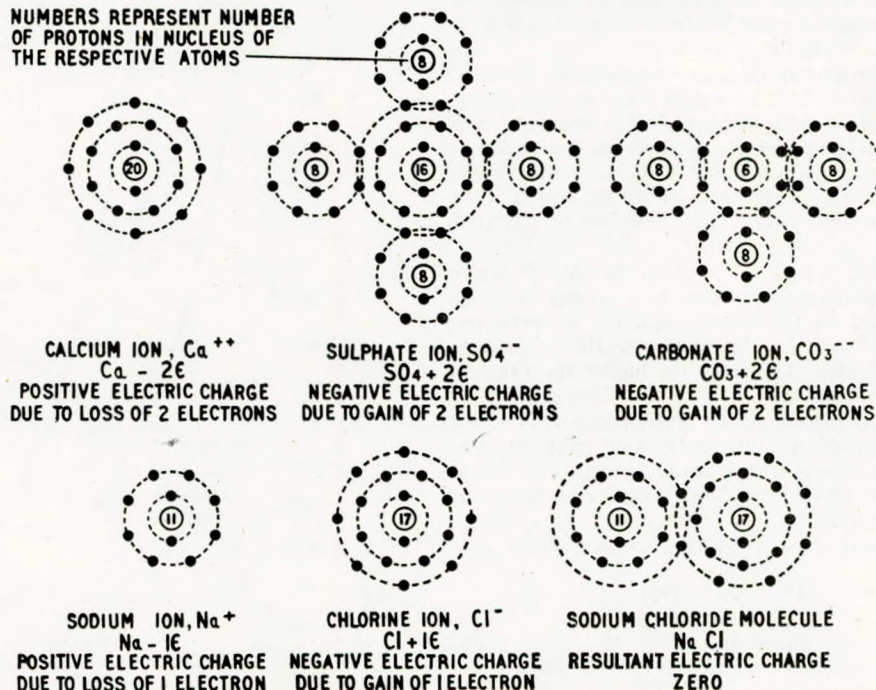 NUMBERS REPRESENT NUMBER
OF PROTONS IN NUCLEUS OF
THE RESPECTIVE ATOMS
8
20
8
16
8
8
6
8
8
8
CALCIUM ION, Ca++
Ca - 2€
POSITIVE ELECTRIC CHARGE
DUE TO LOSS OF 2 ELECTRONS
SULPHATE ION. SO4--
SO4+2€
NEGATIVE ELECTRIC CHARGE
DUE TO GAIN OF 2 ELECTRONS
CARBONATE ION. CO3--
CO3+2€
NEGATIVE ELECTRIC CHARGE
DUE TO GAIN OF 2 ELECTRONS
11
17
11
17
SODIUM ION, Na+
Na - 1€
POSITIVE ELECTRIC CHARGE
DUE TO LOSS OF 1 ELECTRON
CHLORINE ION, Cl-
Cl+1€
NEGATIVE ELECTRIC CHARGE
DUE TO GAIN OF 1 ELECTRON
SODIUM CHLORIDE MOLECULE
Na Cl
RESULTANT ELECTRIC CHARGE
ZERO